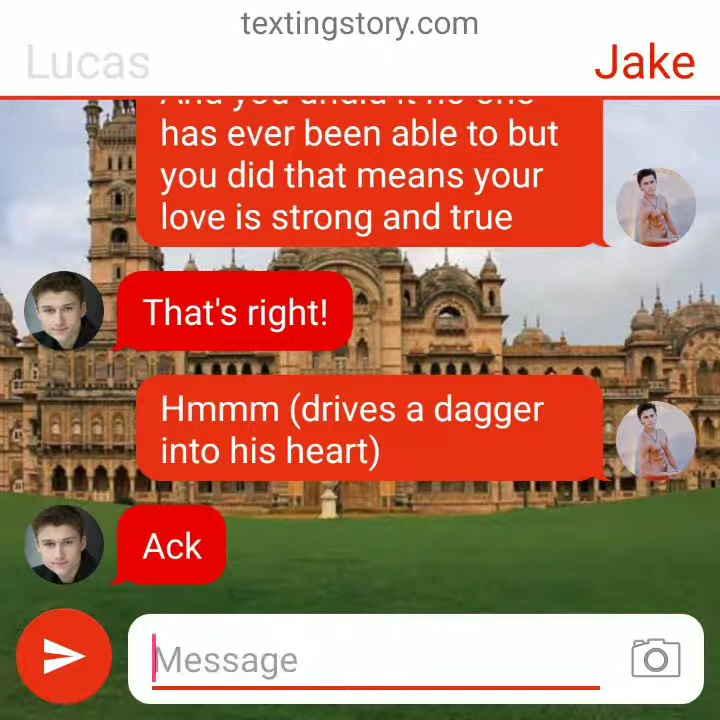 textingstory.com
Lucas
Jake
has ever been able to but
you did that means your
love is strong and true
That's right!
Hmmm (drives a dagger
into his heart)
Ack
Message